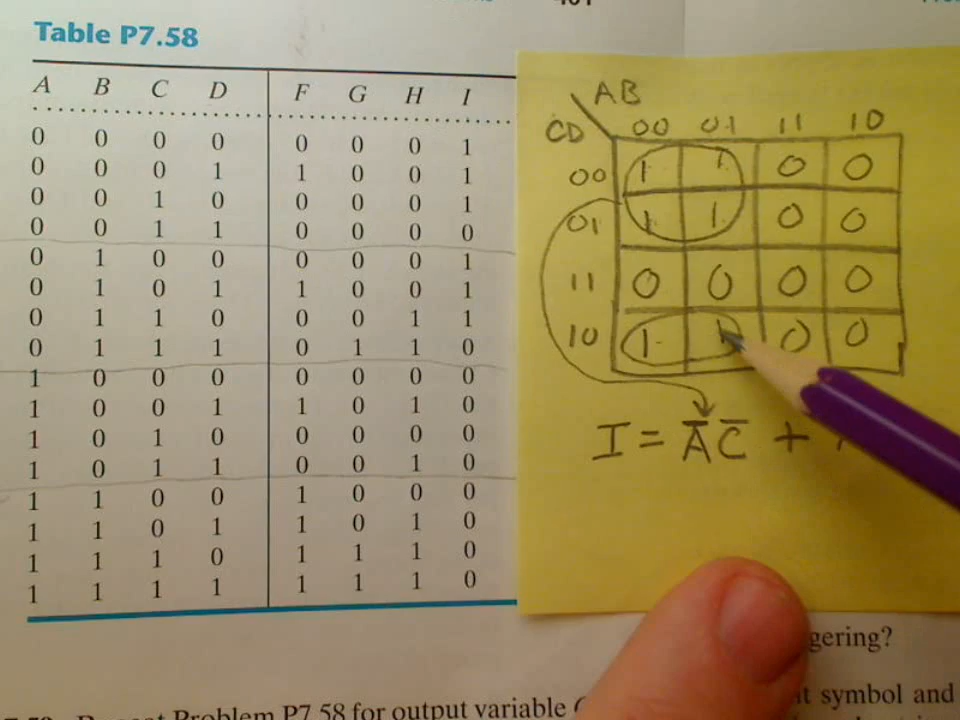 Table P7.58
A B C D F G H I
0 0 0 0 0 0 0 1
0 0 0 1 1 0 0 1
0 0 1 0 0 0 0 1
0 0 1 1 0 0 0 0
0 1 0 0 0 0 0 1
0 1 0 1 1 0 0 1
0 1 1 0 0 0 1 1
0 1 1 1 0 1 1 0
1 0 0 0 0 0 0 0
1 0 0 1 1 0 1 0
1 0 1 0 0 0 0 0
1 0 1 1 0 0 1 0
1 1 0 0 1 0 0 0
1 1 0 1 1 0 1 0
1 1 1 0 1 1 1 0
1 1 1 1 1 1 1 0
AB
CD 00 01 11 10
00 1 1 0 0
01 1 1 0 0
11 0 0 0 0
10 1 1 0 0
I = A̅ C̅ +
gering?
Problem P7.58 for output variable
symbol and